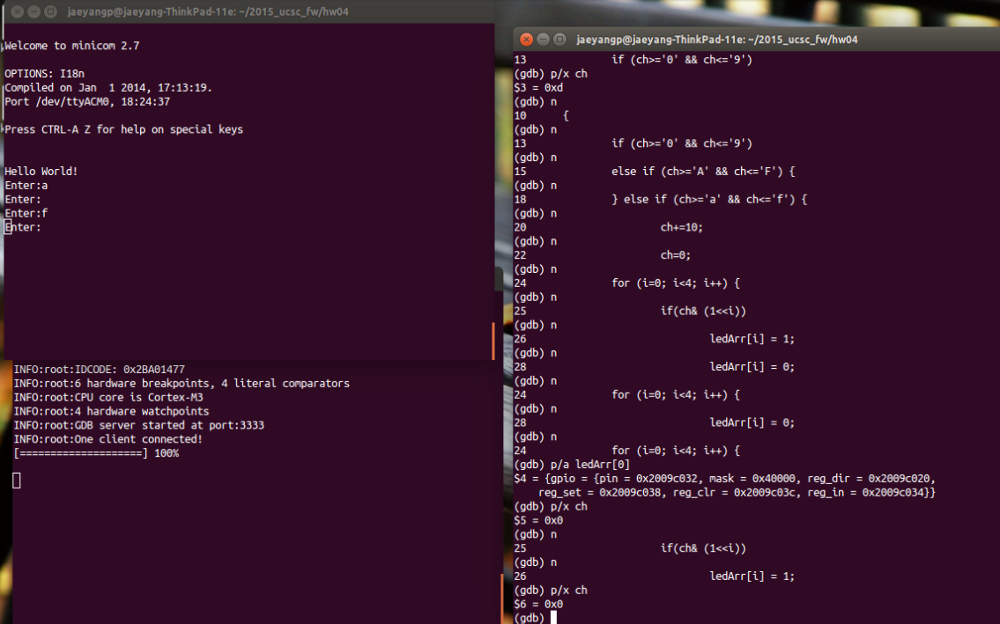 jaeyangp@jaeyang-ThinkPad-11e: ~/2015_ucsc_fw/hw04
Welcome to minicom 2.7
OPTIONS: I18n
Compiled on Jan  1 2014, 17:13:19.
Port /dev/ttyACM0, 18:24:37
Press CTRL-A Z for help on special keys
Hello World!
Enter:a
Enter:
Enter:f
Enter:
INFO:root:IDCODE: 0x2BA01477
INFO:root:6 hardware breakpoints, 4 literal comparators
INFO:root:CPU core is Cortex-M3
INFO:root:4 hardware watchpoints
INFO:root:GDB server started at port:3333
INFO:root:One client connected!
[====================] 100%
jaeyangp@jaeyang-ThinkPad-11e: ~/2015_ucsc_fw/hw04
13              if (ch>='0' && ch<='9')
(gdb) p/x ch
$3 = 0xd
(gdb) n
10      {
(gdb) n
13              if (ch>='0' && ch<='9')
(gdb) n
15              else if (ch>='A' && ch<='F') {
(gdb) n
18              } else if (ch>='a' && ch<='f') {
(gdb) n
20                      ch+=10;
(gdb) n
22                      ch=0;
(gdb) n
24              for (i=0; i<4; i++) {
(gdb) n
25                      if(ch& (1<<i))
(gdb) n
26                              ledArr[i] = 1;
(gdb) n
28                              ledArr[i] = 0;
(gdb) n
24              for (i=0; i<4; i++) {
(gdb) n
28                              ledArr[i] = 0;
(gdb) n
24              for (i=0; i<4; i++) {
(gdb) p/a ledArr[0]
$4 = {gpio = {pin = 0x2009c032, mask = 0x40000, reg_dir = 0x2009c020,
    reg_set = 0x2009c038, reg_clr = 0x2009c03c, reg_in = 0x2009c034}}
(gdb) p/x ch
$5 = 0x0
(gdb) n
25                      if(ch& (1<<i))
(gdb) n
26                              ledArr[i] = 1;
(gdb) p/x ch
$6 = 0x0
(gdb)